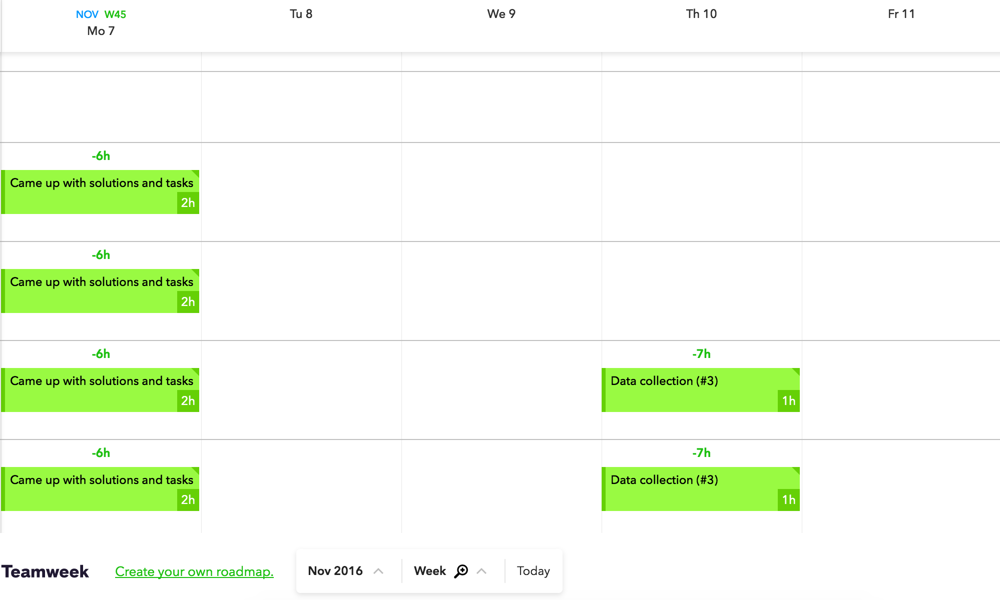 NOV W45
Mo 7
Tu 8
We 9
Th 10
Fr 11
-6h
Came up with solutions and tasks
2h
-6h
Came up with solutions and tasks
2h
-6h
-7h
Came up with solutions and tasks
Data collection (#3)
2h
1h
-6h
-7h
Came up with solutions and tasks
Data collection (#3)
2h
1h
Teamweek
Create your own roadmap.
Nov 2016
Week
Today